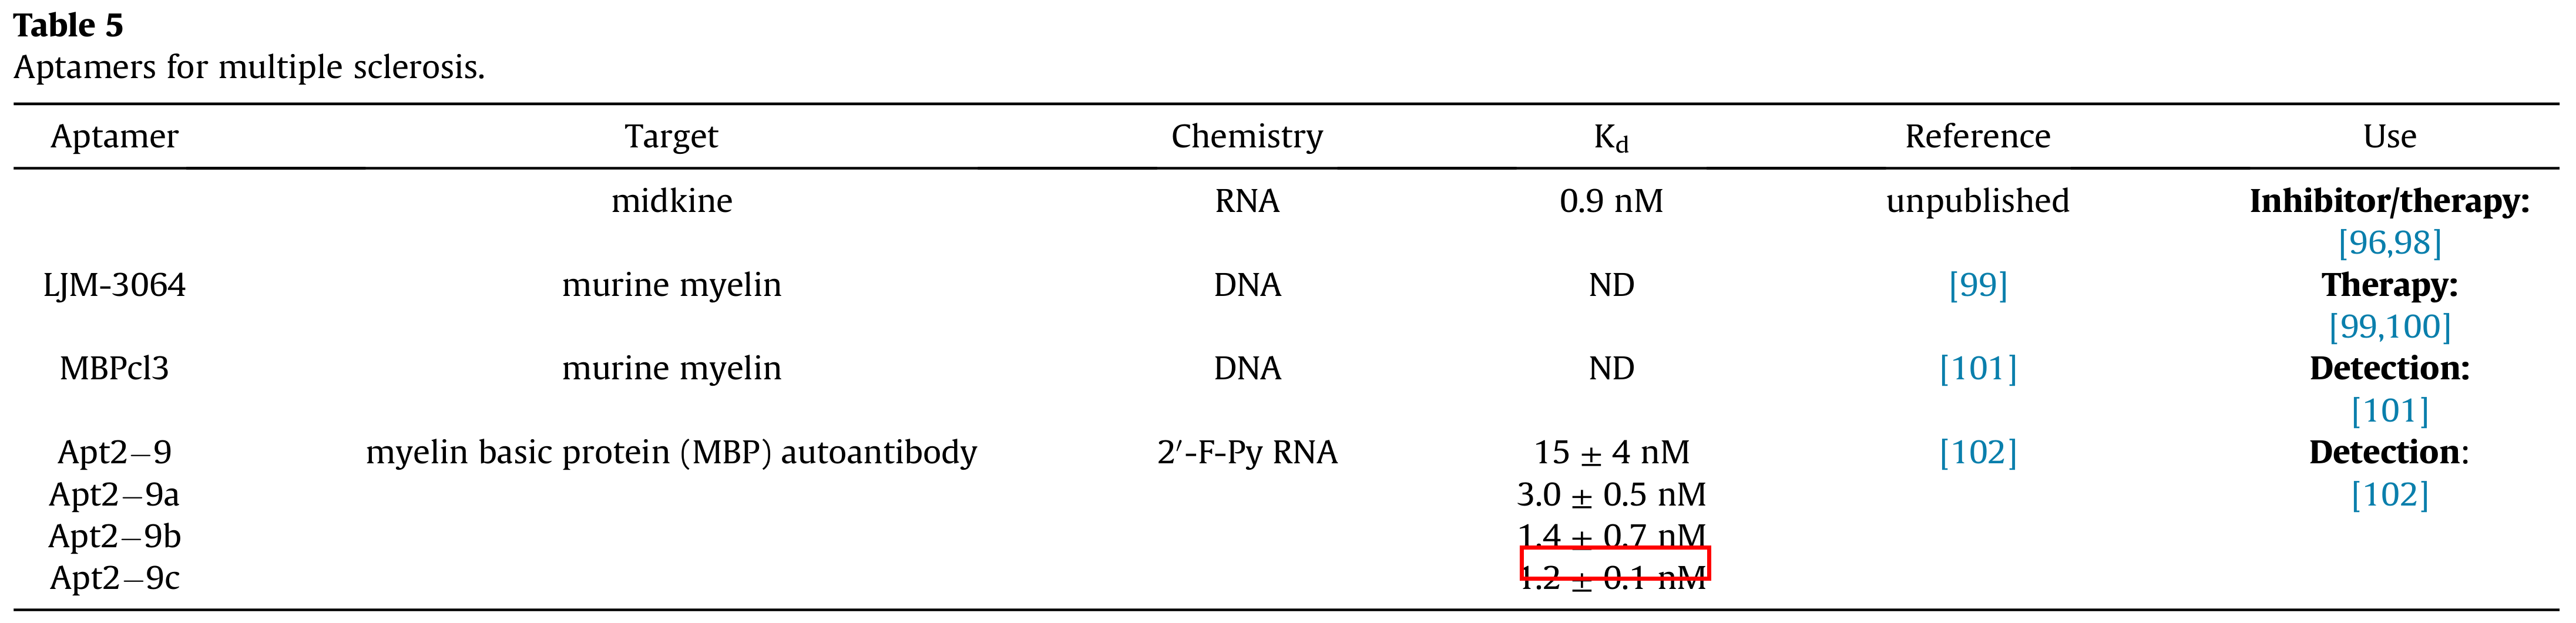 Table 5
Aptamers for multiple sclerosis.
Aptamer Target Chemistry Kd Reference Use
midkine RNA 0.9 nM unpublished Inhibitor/therapy:
[96,98]
LJM-3064 murine myelin DNA ND [99] Therapy:
[99,100]
MBPcl3 murine myelin DNA ND [101] Detection:
[101]
Apt2–9 myelin basic protein (MBP) autoantibody 2′-F-Py RNA 15 ± 4 nM [102] Detection:
Apt2–9a 3.0 ± 0.5 nM [102]
Apt2–9b 1.4 ± 0.7 nM
Apt2–9c 1.2 ± 0.1 nM